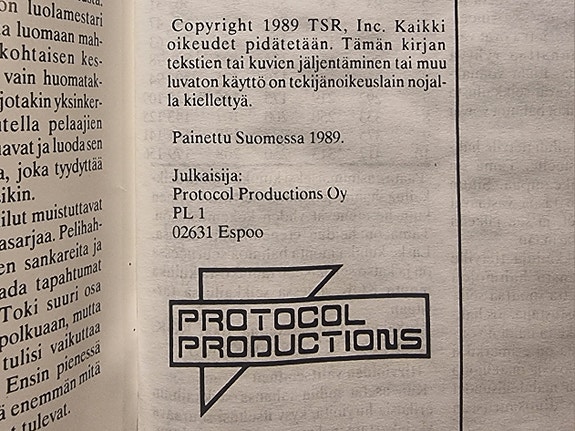 on luolamestari
a luomaan mah-
kohtaisen kes-
vain huomatak-
jotakin yksinker-
utella pelaajien
avat ja luoda sen
a, joka tyydyttää
ikin.
ilut muistuttavat
asarjaa. Pelihah-
en sankareita ja
ada tapahtumat
Toki suuri osa
polkuaan, mutta
tulisi vaikuttaa
Ensin pienessä
ä enemmän mitä
t tulevat.
Copyright 1989 TSR, Inc. Kaikki
oikeudet pidätetään. Tämän kirjan
tekstien tai kuvien jäljentäminen tai muu
luvaton käyttö on tekijänoikeuslain nojal-
la kiellettyä.
Painettu Suomessa 1989.
Julkaisija:
Protocol Productions Oy
PL 1
02631 Espoo
PROTOCOL
PRODUCTIONS